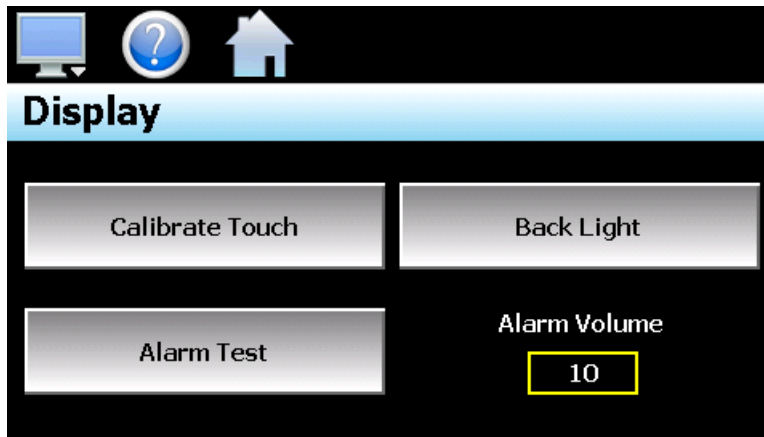 ?
Display
Calibrate Touch
Back Light
Alarm Test
Alarm Volume
10